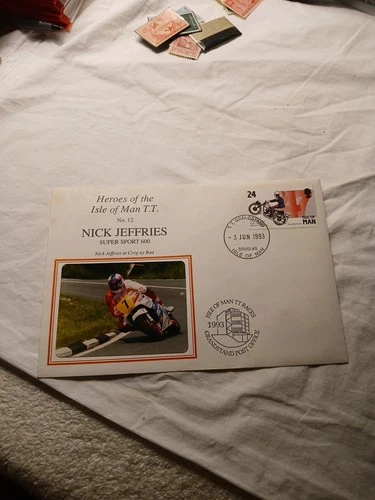 Heroes of the
Isle of Man T.T.
No. 12
NICK JEFFRIES
SUPER SPORT 600
Nick Jeffries at Creg ny Baa
1
24
ISLE OF
MAN
T.T. GRANDSTAND
- 3 JUN 1993
DOUGLAS
ISLE OF MAN
ISLE OF MAN TT RACES
1993
GRANDSTAND POST OFFICE